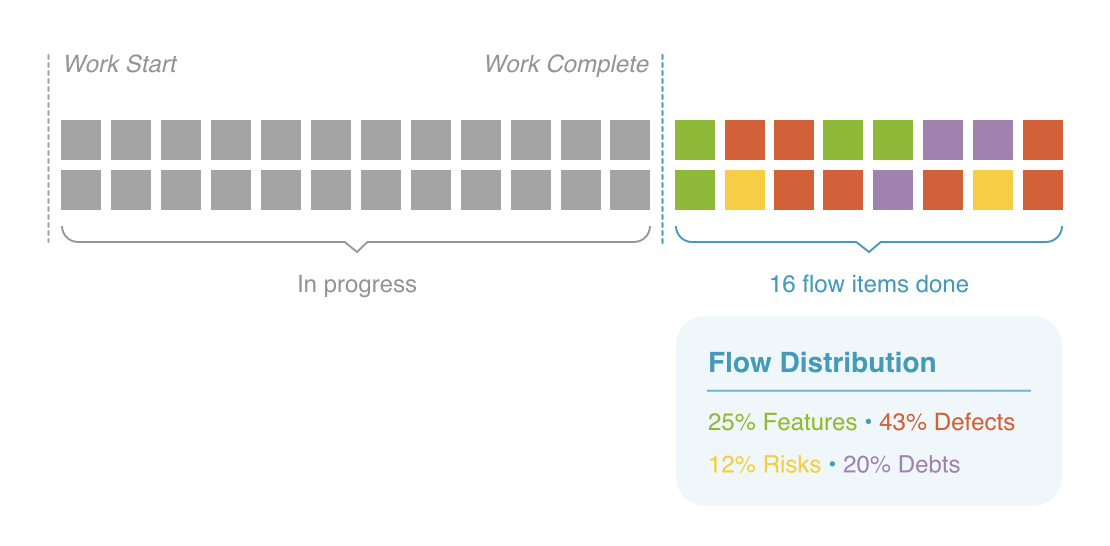 Work Start
Work Complete
In progress
16 flow items done
Flow Distribution
25% Features • 43% Defects
12% Risks • 20% Debts